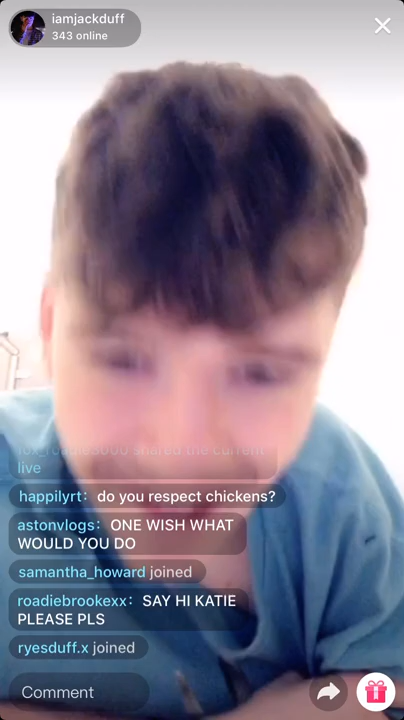 iamjackduff
343 online
shared the current
live
happilyrt: do you respect chickens?
astonvlogs: ONE WISH WHAT
WOULD YOU DO
samantha_howard joined
roadiebrookexx: SAY HI KATIE
PLEASE PLS
ryesduff.x joined
Comment